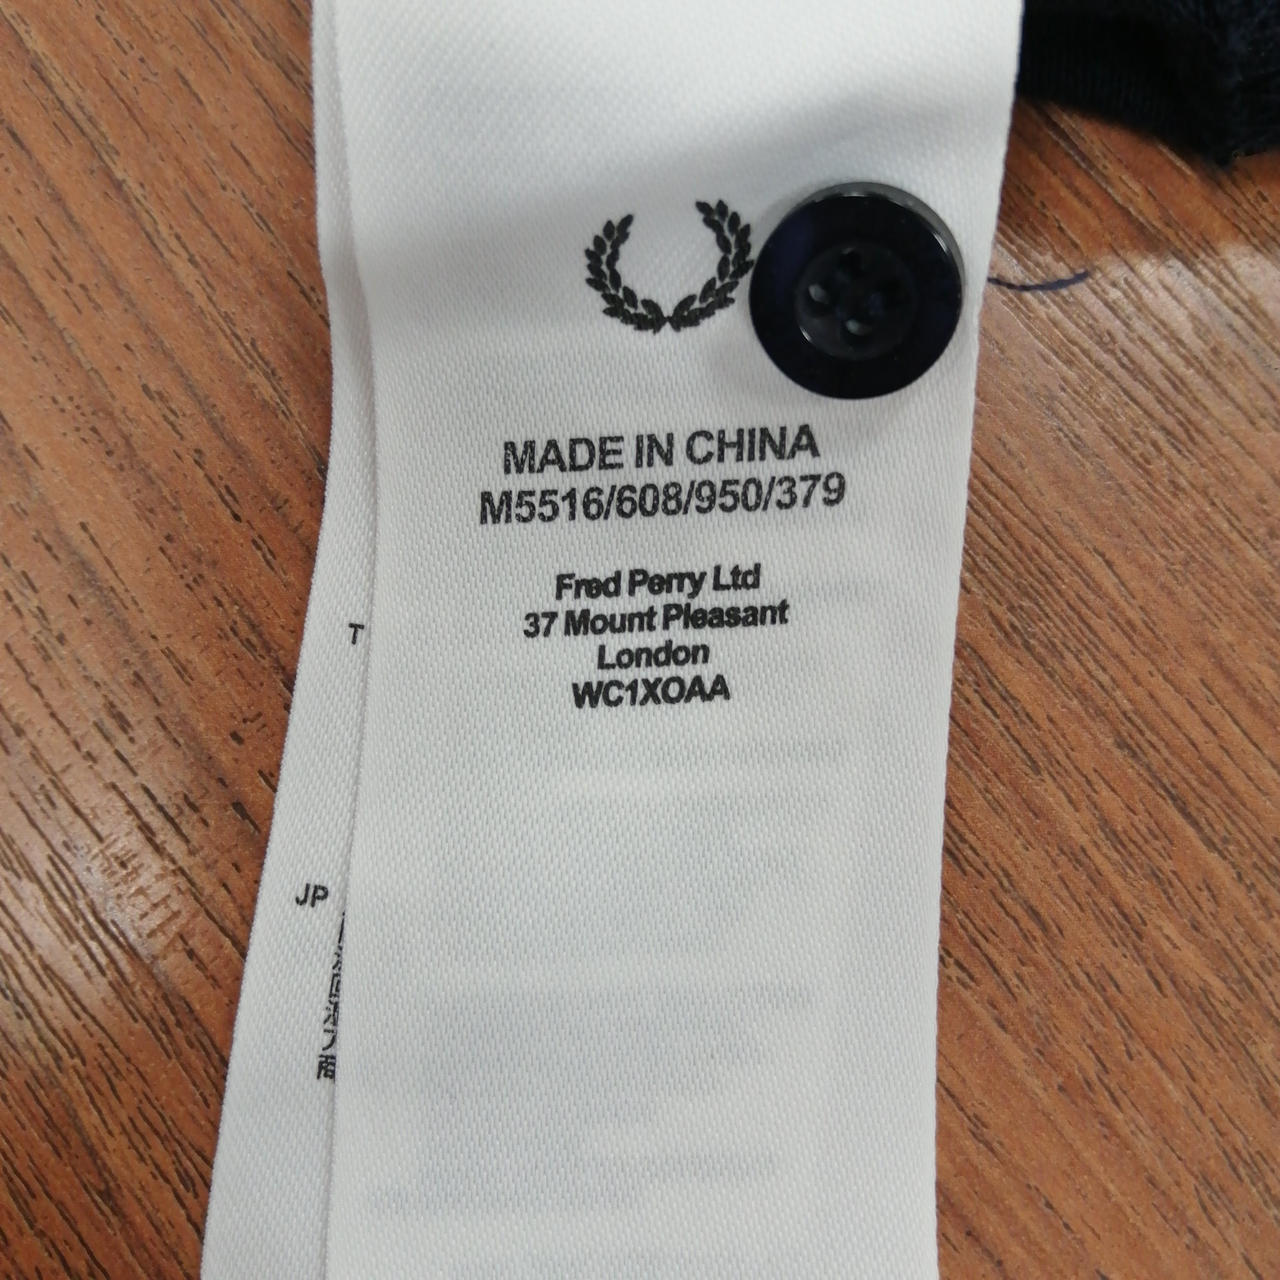 MADE IN CHINA
M5516/608/950/379
Fred Perry Ltd
37 Mount Pleasant
London
WC1XOAA
T
JP